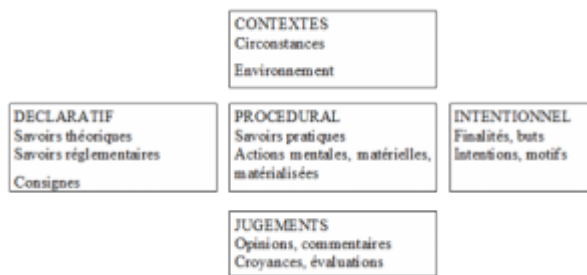 CONTEXTES
Circonstances
Environnement
DECLARATIF
Savoirs théoriques
Savoirs réglementaires
Consignes
PROCEDURAL
Savoirs pratiques
Actions mentales, matérielles,
matérialisées
INTENTIONNEL
Finalités, buts
Intentions, motifs
JUGEMENTS
Opinions, commentaires
Croyances, évaluations